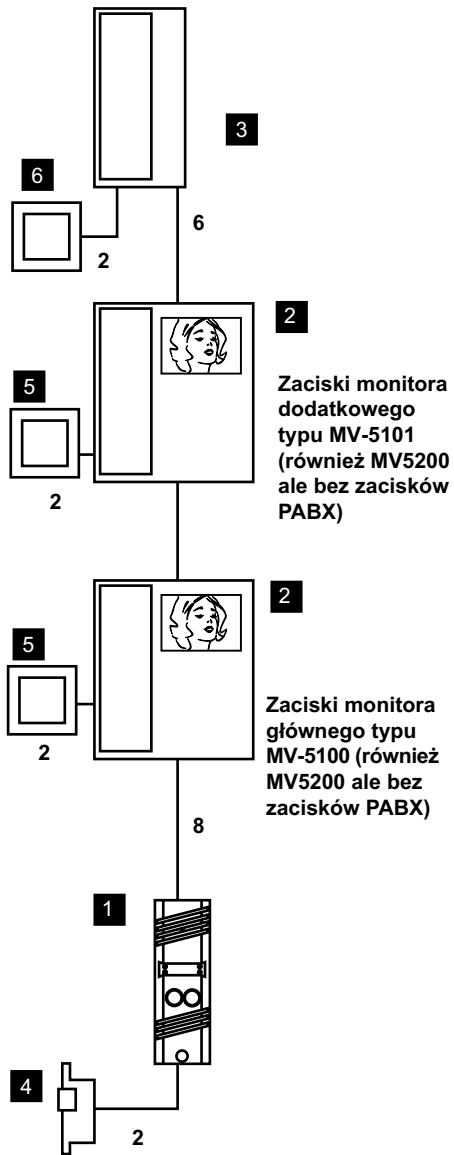 3
6
6
2
2
Zaciski monitora
dodatkowego
typu MV-5101
(również MV5200
ale bez zacisków
PABX)
5
2
2
5
Zaciski monitora
głównego typu
MV-5100 (również
MV5200 ale bez
zacisków PABX)
2
8
1
4
2